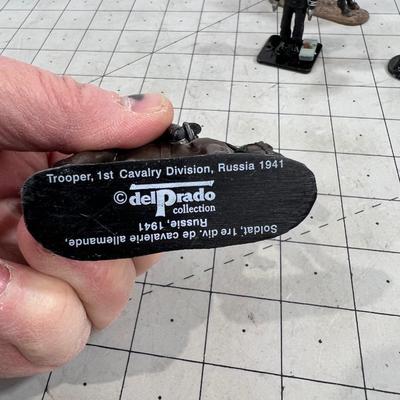 Trooper, 1st Cavalry Division, Russia 1941
© delPrado
collection
Soldat, 1re div. de cavalerie allemande,
Russie, 1941